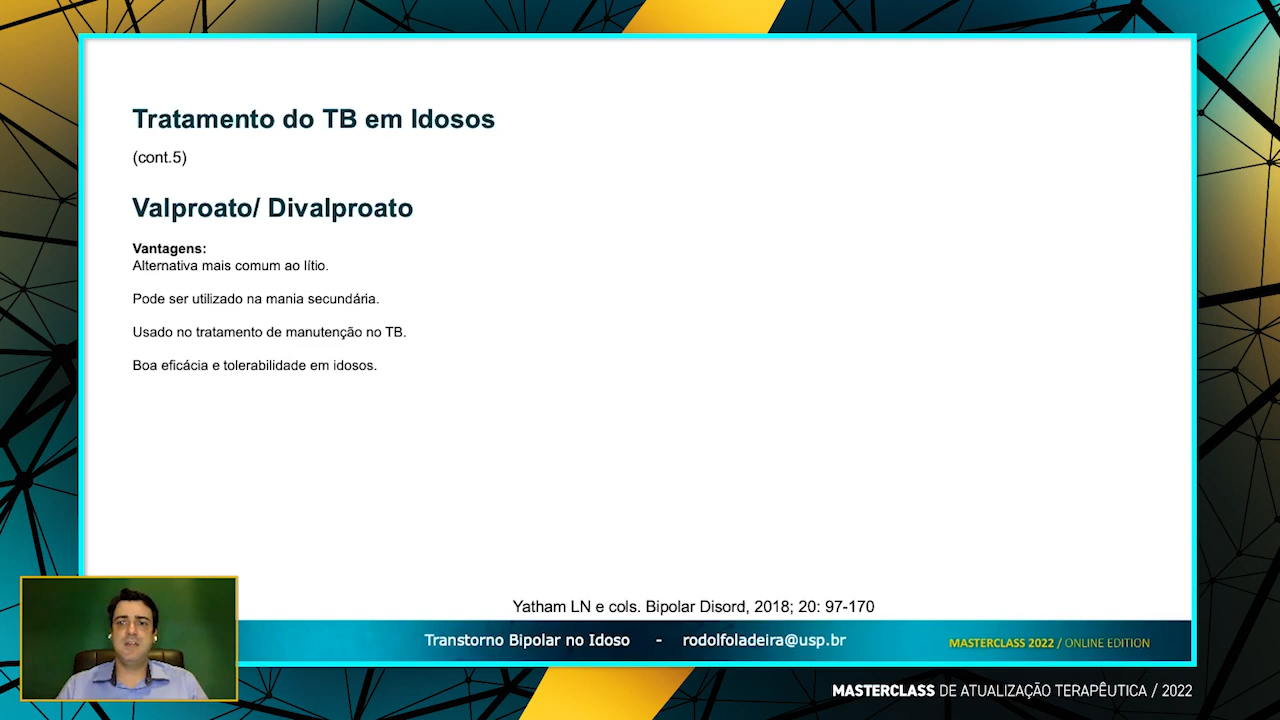 Tratamento do TB em Idosos
(cont.5)
Valproato/ Divalproato
Vantagens:
Alternativa mais comum ao lítio.
Pode ser utilizado na mania secundária.
Usado no tratamento de manutenção no TB.
Boa eficácia e tolerabilidade em idosos.
Yatham LN e cols. Bipolar Disord, 2018; 20: 97-170
Transtorno Bipolar no Idoso - rodolfoladeira@usp.br
MASTERCLASS 2022 / ONLINE EDITION
MASTERCLASS DE ATUALIZAÇÃO TERAPÊUTICA / 2022